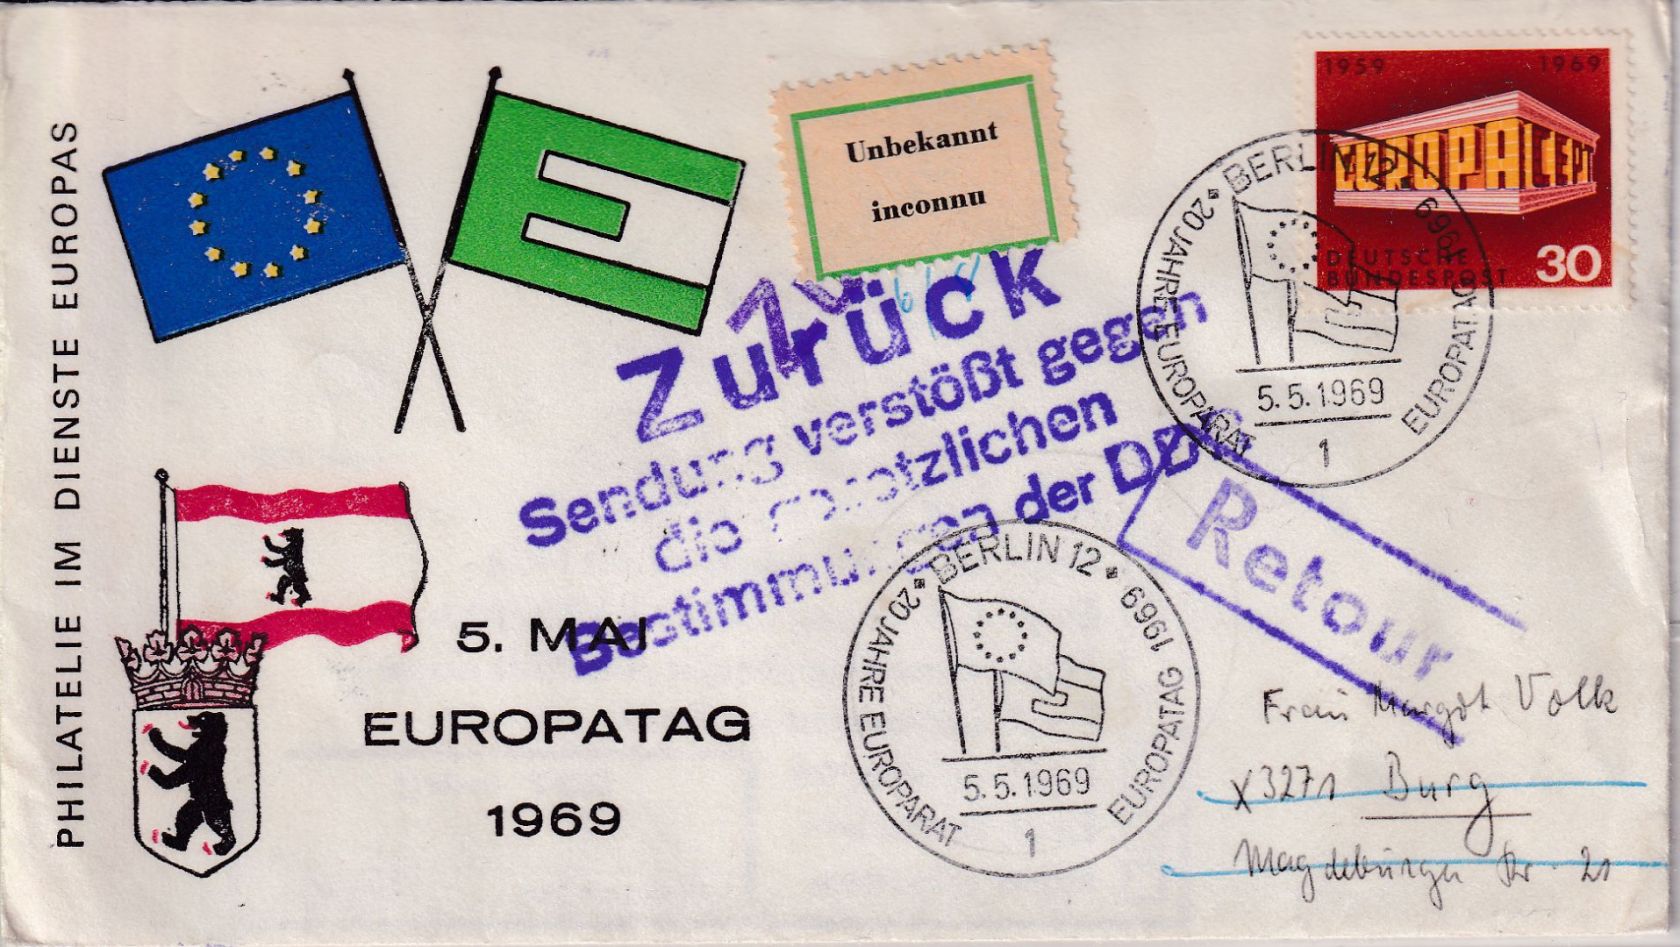 PHILATELIE IM DIENSTE EUROPAS
Unbekannt
inconnu
1959 1969
EUROPA CEPT
DEUTSCHE
BUNDESPOST
30
Zurück
Sendung verstößt gegen
die gesetzlichen
Bestimmungen der DDR
Retour
BERLIN 12
20 JAHRE EUROPARAT
EUROPATAG 1969
5.5.1969
1
BERLIN 12
20 JAHRE EUROPARAT
EUROPATAG 1969
5.5.1969
1
5. MAI
EUROPATAG
1969
Frau Margot Volk
X3271 Burg
Magdeburger Str. 21